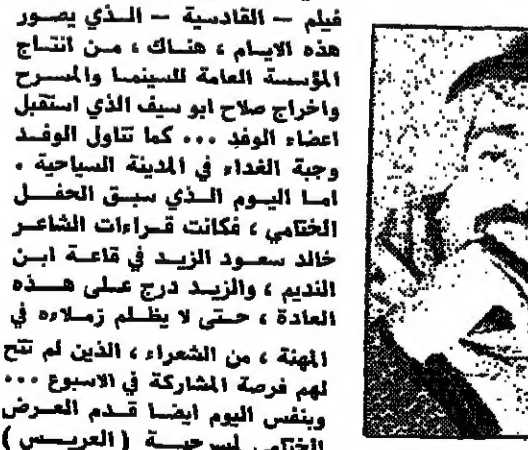 فيلم — القادسية — الذي يصور
هذه الايام ، هناك ، من انتاج
المؤسسة العامة للسينما والمسرح
واخراج صلاح ابو سيف الذي استقبل
اعضاء الوفد ... كما تناول الوفد
وجبة الغداء في المدينة السياحية .
اما اليوم الذي سبق الحفل
الختامي ، فكانت قراءات الشاعر
خالد سعود الزيد في قاعة ابن
النديم ، والزيد درج على هذه
العادة ، حتى لا يظلم زملاءه في
المهنة ، من الشعراء ، الذين لم تتح
لهم فرصة المشاركة في الاسبوع ...
وبنفس اليوم ايضا قدم العرض
الختامي لمسرحية ( العريس )